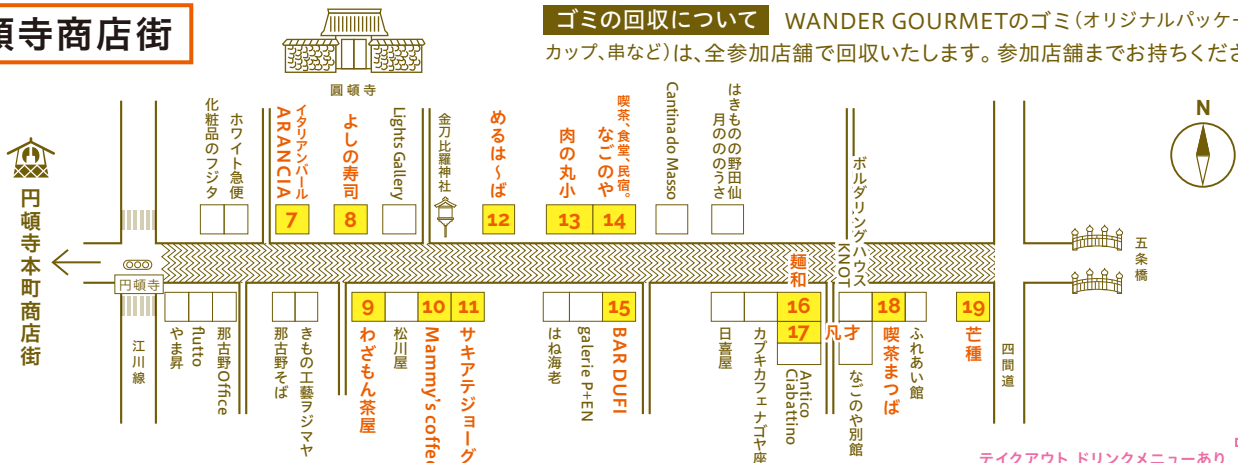 頓寺商店街
ゴミの回収について
WANDER GOURMETのゴミ(オリジナルパッケー
カップ、串など)は、全参加店舗で回収いたします。参加店舗までお持ちくださ
圓頓寺
N
円頓寺本町商店街
円頓寺
江川線
化粧品のフジタ
ホワイト急便
イタリアンバール
ARANCIA
7
よしの寿司
8
Lights Gallery
金刀比羅神社
めるは〜ば
12
肉の丸小
13
喫茶、食堂、民宿。
なごのや
14
Cantina do Masso
はきものの野田仙
月のののうさ
ボルダリングハウス
KNOT
五条橋
やま昇
flutto
那古野Office
那古野そば
きもの工藝ヲジマヤ
9
わざもん茶屋
松川屋
10
Mammy's coffee
11
サキアテジョーグ
はね海老
galerie P+EN
15
BAR DUFI
日喜屋
カブキカフェ ナゴヤ座
麺和
16
17
凡才
Antico
Ciabattino
なごのや別館
18
喫茶まつば
ふれあい館
19
芒種
四間道
テイクアウト ドリンクメニューあり